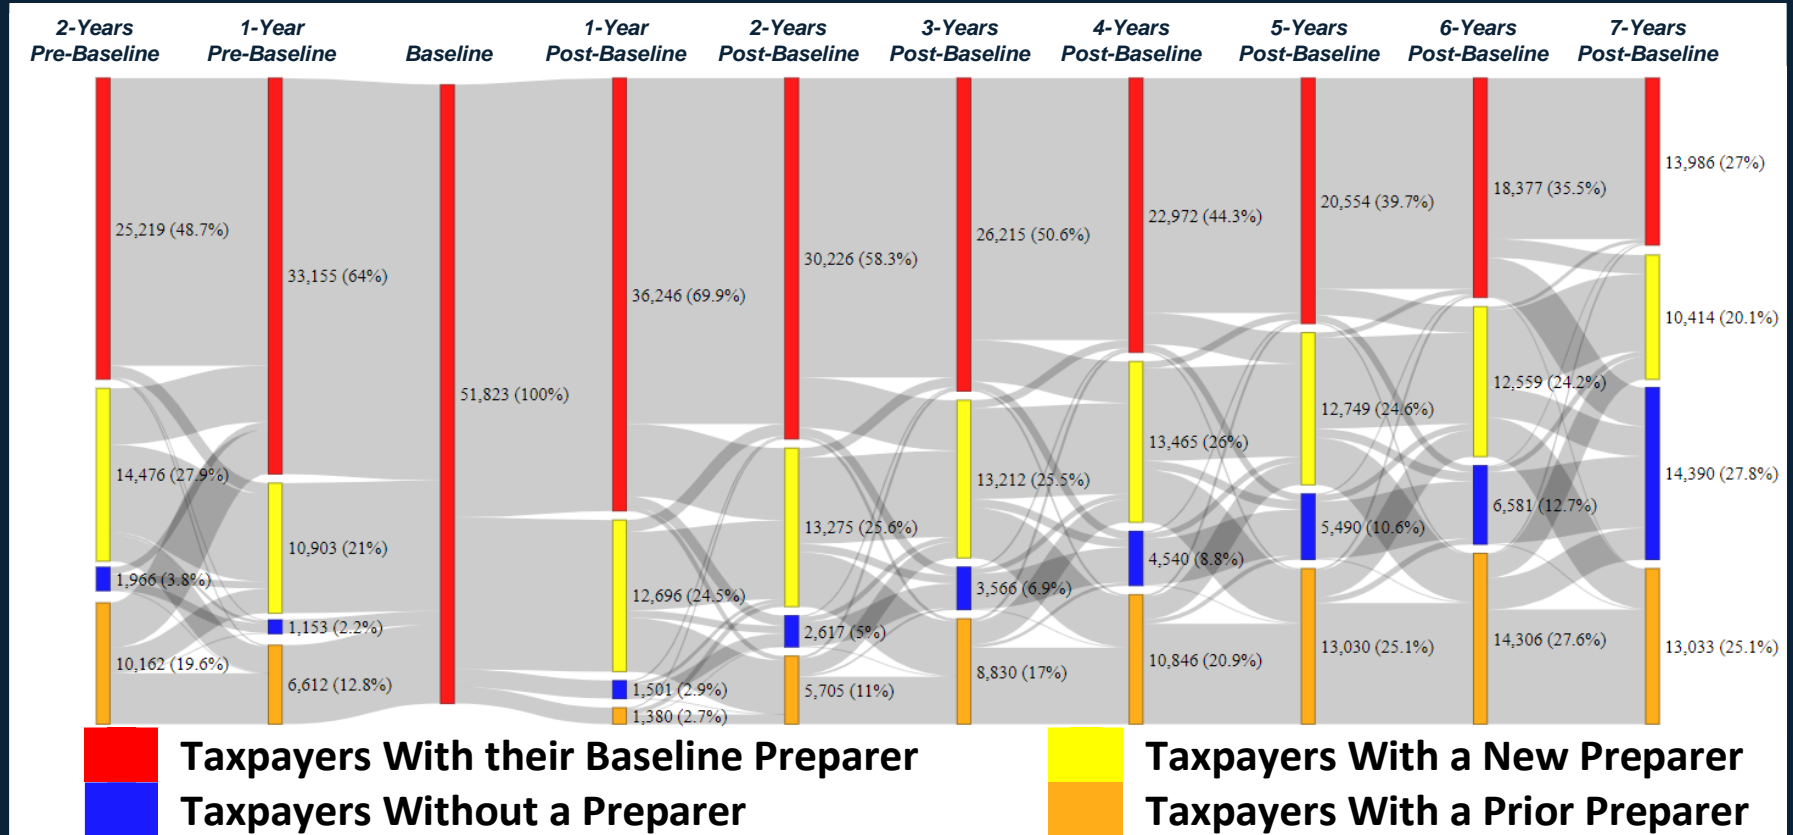 2-Years
Pre-Baseline
1-Year
Pre-Baseline
Baseline
1-Year
Post-Baseline
2-Years
Post-Baseline
3-Years
Post-Baseline
4-Years
Post-Baseline
5-Years
Post-Baseline
6-Years
Post-Baseline
7-Years
Post-Baseline
25,219 (48.7%)
14,476 (27.9%)
1,966 (3.8%)
10,162 (19.6%)
33,155 (64%)
10,903 (21%)
1,153 (2.2%)
6,612 (12.8%)
51,823 (100%)
36,246 (69.9%)
12,696 (24.5%)
1,501 (2.9%)
1,380 (2.7%)
30,226 (58.3%)
13,275 (25.6%)
2,617 (5%)
5,705 (11%)
26,215 (50.6%)
13,212 (25.5%)
3,566 (6.9%)
8,830 (17%)
22,972 (44.3%)
13,465 (26%)
4,540 (8.8%)
10,846 (20.9%)
20,554 (39.7%)
12,749 (24.6%)
5,490 (10.6%)
13,030 (25.1%)
18,377 (35.5%)
12,559 (24.2%)
6,581 (12.7%)
14,306 (27.6%)
13,986 (27%)
10,414 (20.1%)
14,390 (27.8%)
13,033 (25.1%)
Taxpayers With their Baseline Preparer
Taxpayers With a New Preparer
Taxpayers Without a Preparer
Taxpayers With a Prior Preparer